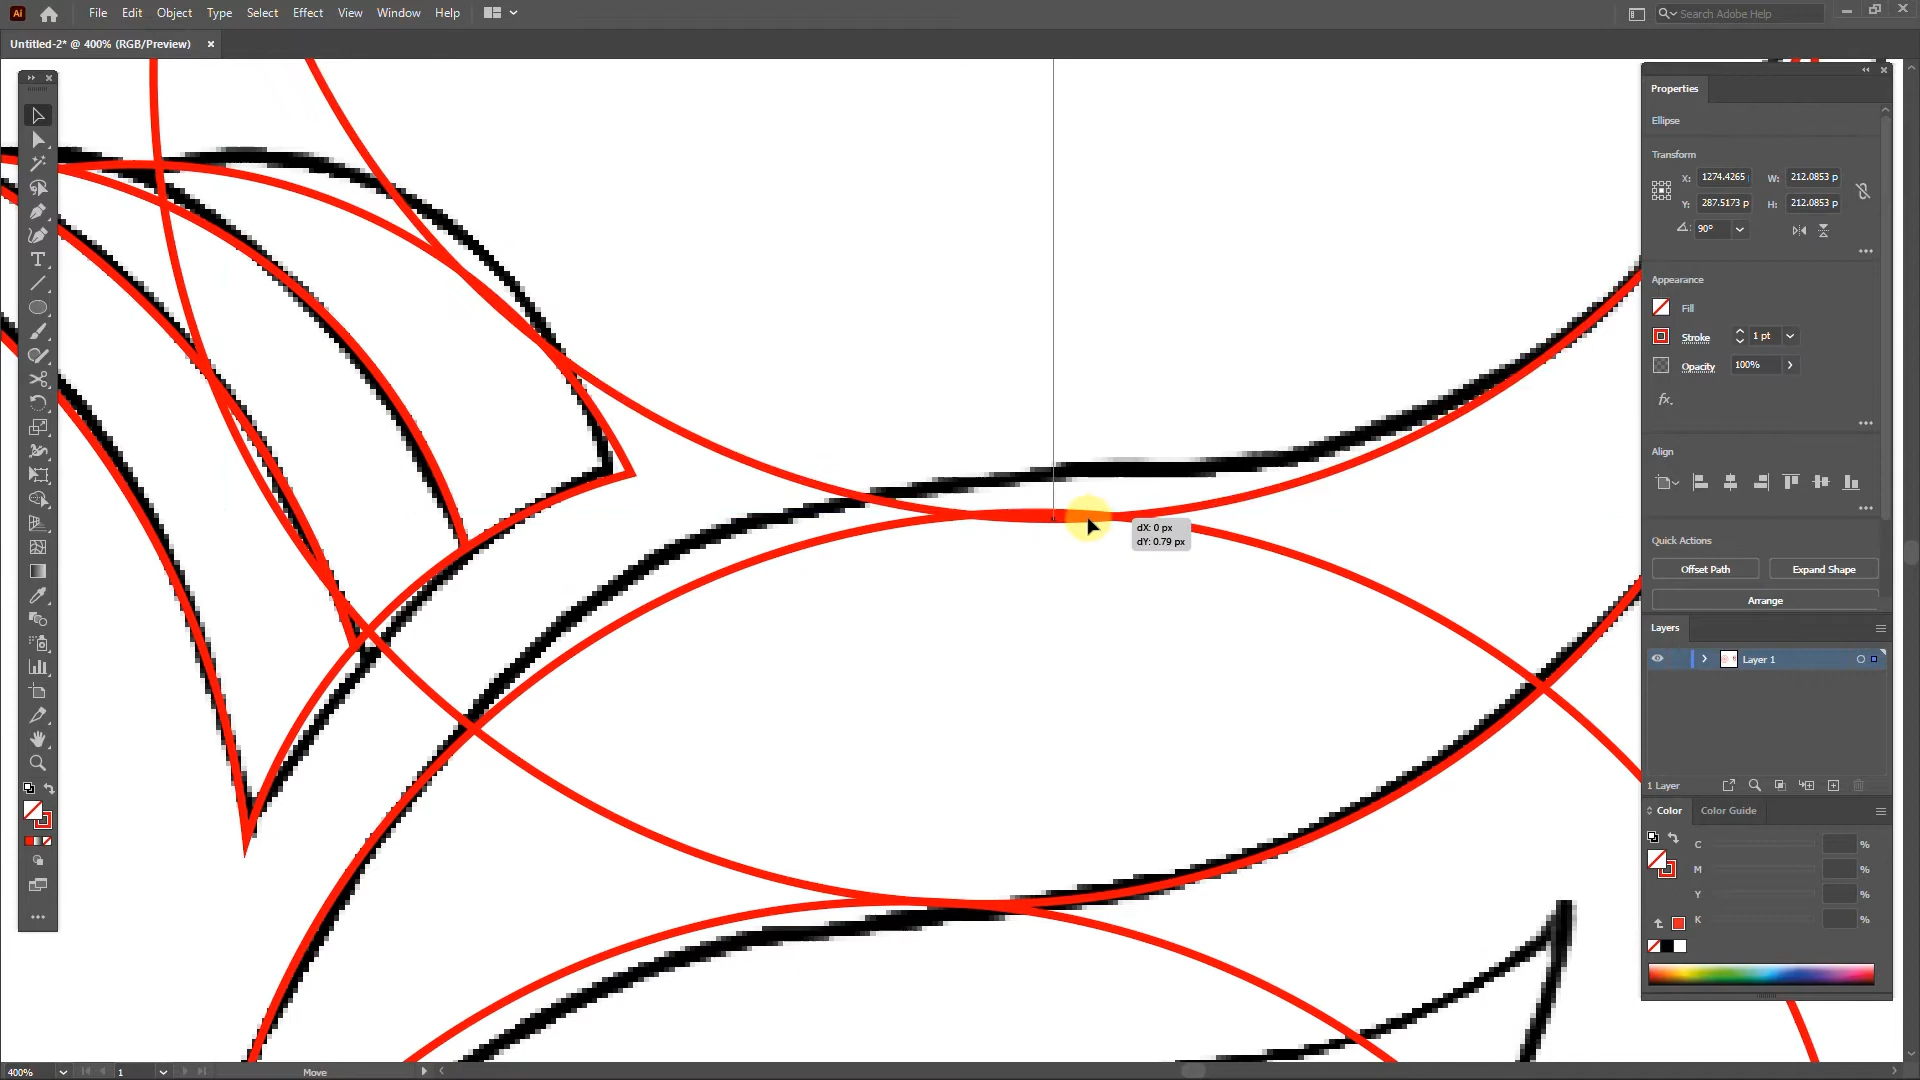 Ai File Edit Object Type Select Effect View Window Help Search Adobe Help
Untitled-2* @ 400% (RGB/Preview) ×
Properties
Ellipse
Transform
X: 1274.4265 W: 212.0853 p
Y: 287.5173 p H: 212.0853 p
90°
Appearance
Fill
Stroke 1 pt
Opacity 100%
fx.
Align
dX: 0 px
dY: 0.79 px
Quick Actions
Offset Path Expand Shape
Arrange
Layers
Layer 1
1 Layer
Color Color Guide
C %
M %
Y %
K %
400% 1 Move